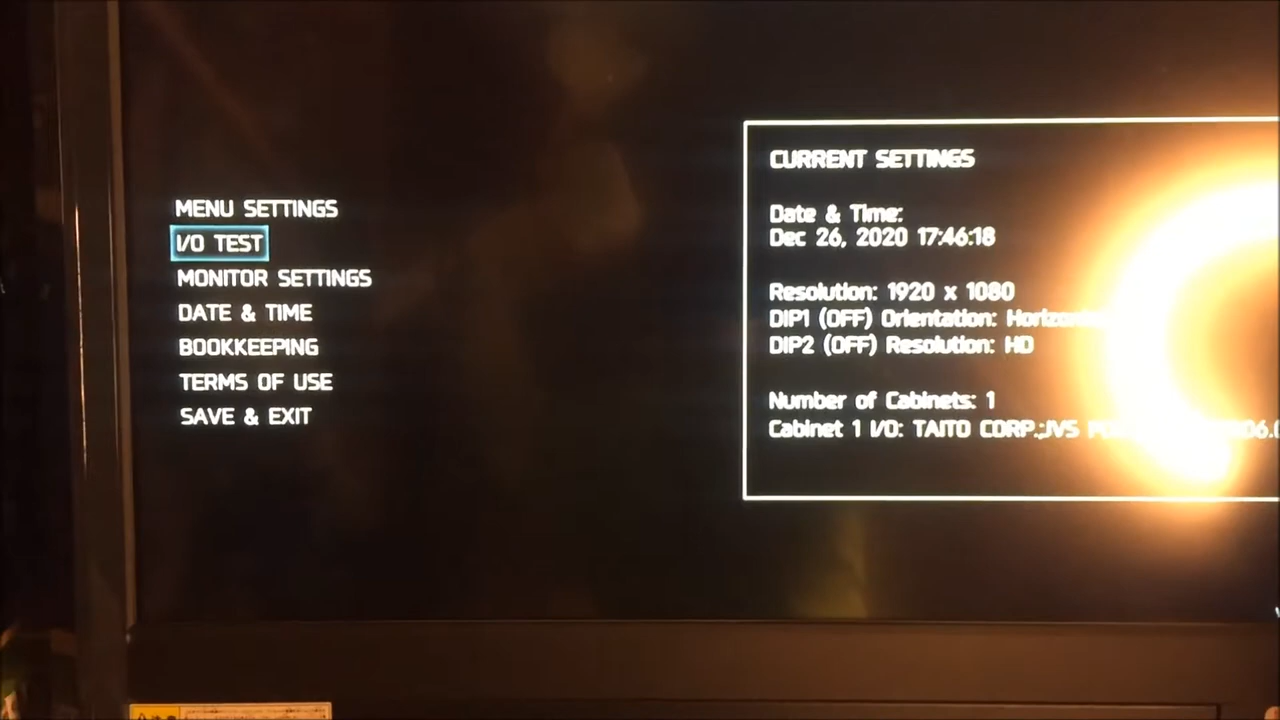 MENU SETTINGS
I/O TEST
MONITOR SETTINGS
DATE & TIME
BOOKKEEPING
TERMS OF USE
SAVE & EXIT
CURRENT SETTINGS
Date & Time:
Dec 26, 2020 17:46:18
Resolution: 1920 x 1080
DIP1 (OFF) Orientation:
DIP2 (OFF) Resolution: HD
Number of Cabinets: 1
Cabinet 1 I/O: TAITO CORP.;JVS